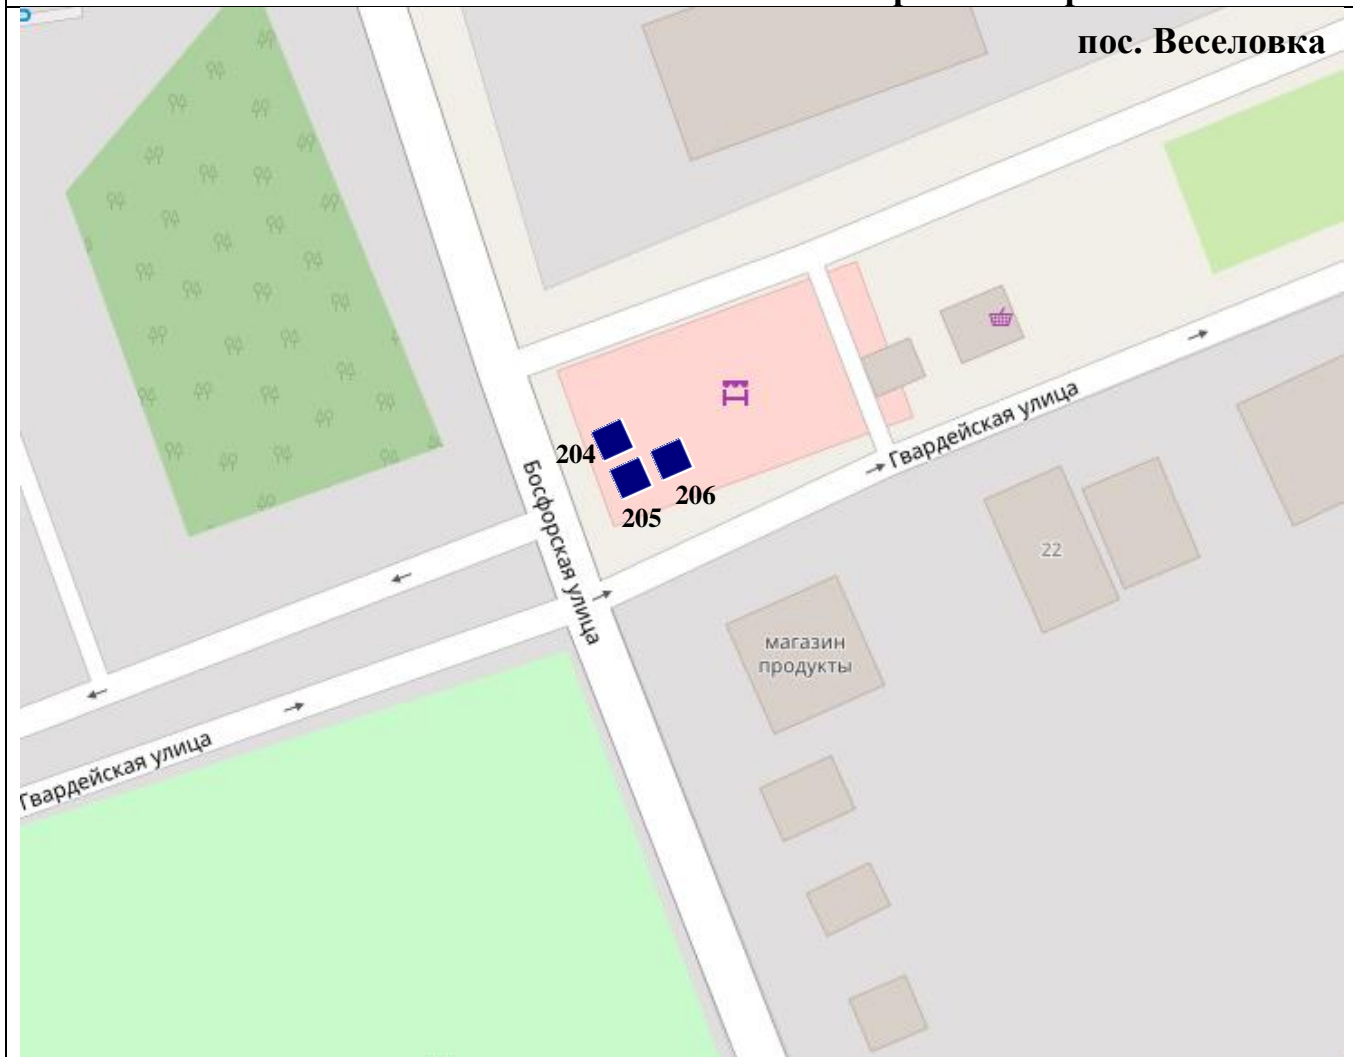 пос. Веселовка
204
206
205
Босфорская улица
Гвардейская улица
22
магазин
продукты
Гвардейская улица